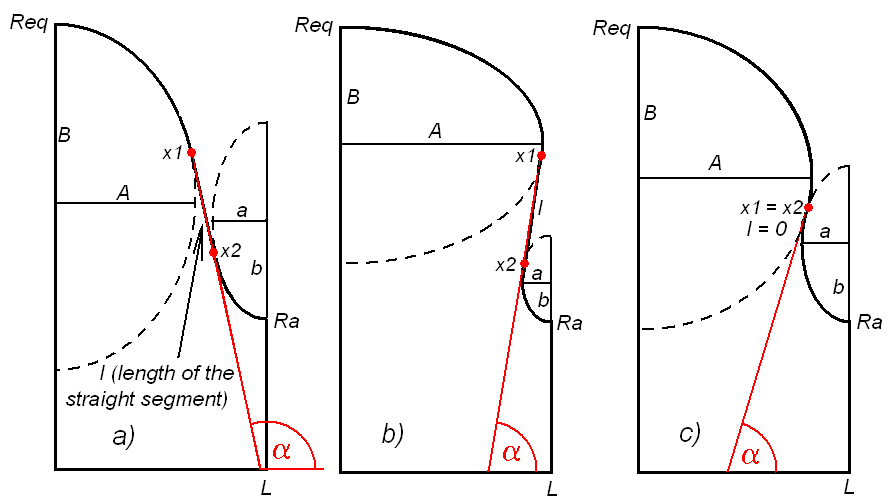 Req
B
A
x1
a
x2
b
Ra
l (length of the
straight segment)
a)
α
L
Req
B
A
x1
l
x2
a
b
Ra
b)
α
L
Req
B
A
x1 = x2
l = 0
a
b
Ra
c)
α
L